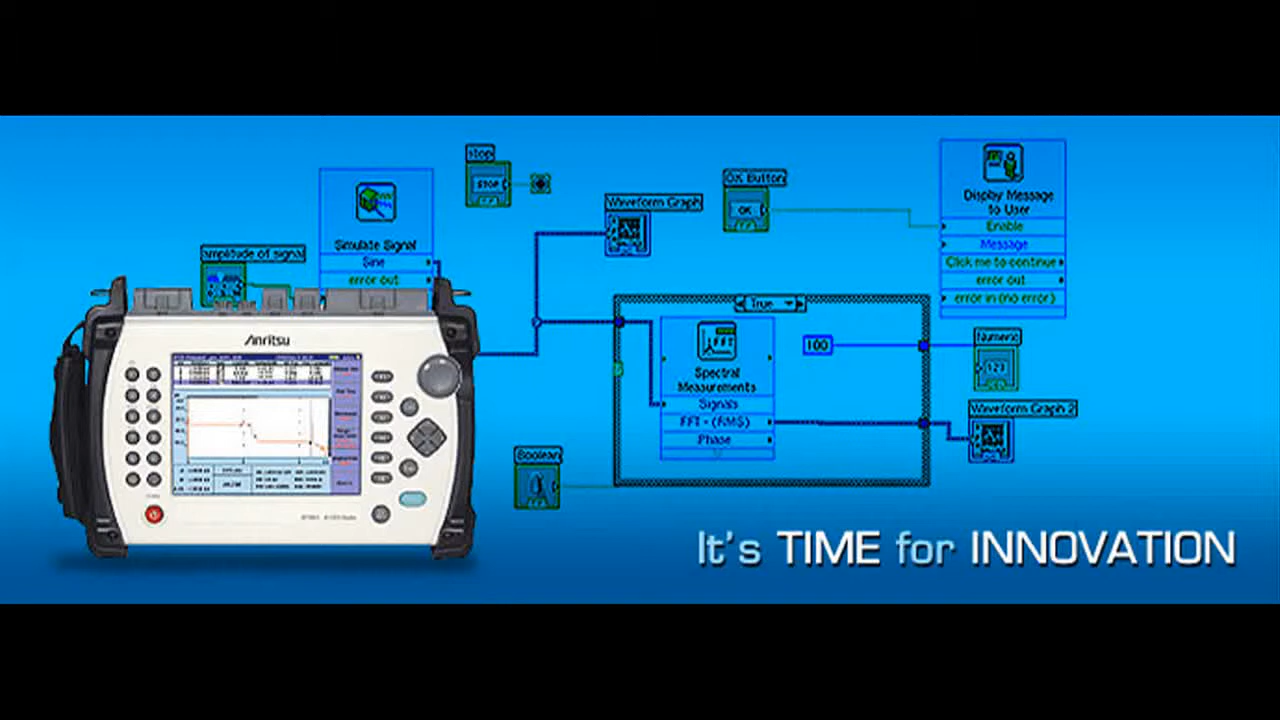 stop
STOP
OK Button
OK
Waveform Graph
Display Message
to User
Enable
Message
Click me to continue
error out
error in (no error)
Simulate Signal
Sine
error out
amplitude of signal
Anritsu
True
100
Numeric
123
Spectral
Measurements
Signals
FFT - (RMS)
Phase
Waveform Graph 2
Boolean
It's TIME for INNOVATION